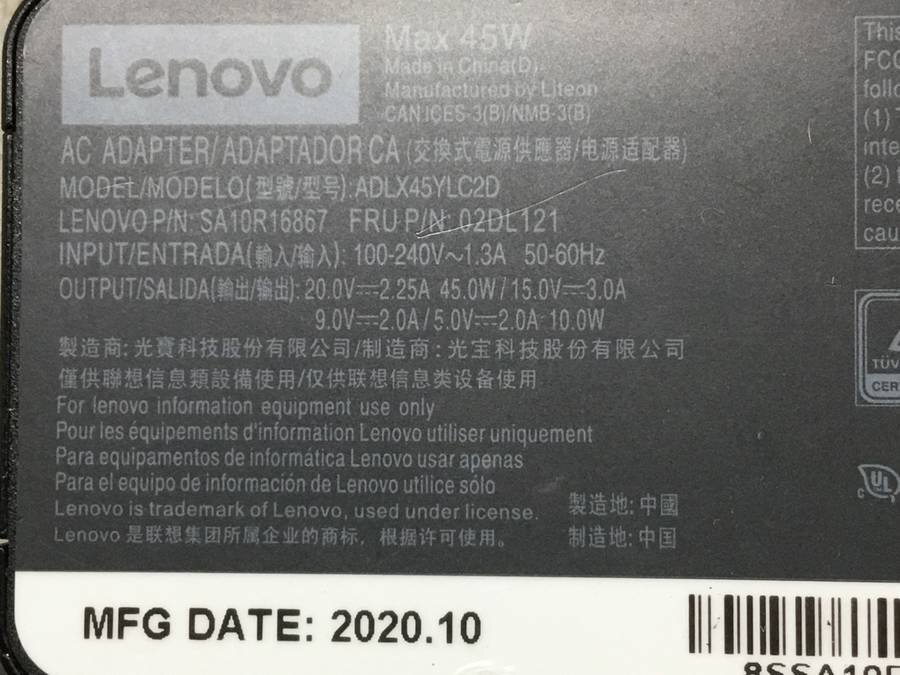 Lenovo
Max 45W
Made in China(D).
Manufactured by Liteon
CAN ICES-3(B)/NMB-3(B)
AC ADAPTER/ADAPTADOR CA (交換式電源供應器/电源适配器)
MODEL/MODELO(型號/型号):ADLX45YLC2D
LENOVO P/N: SA10R16867 FRU P/N: 02DL121
INPUT/ENTRADA(輸入/输入): 100-240V～1.3A 50-60Hz
OUTPUT/SALIDA(輸出/输出): 20.0V⎓2.25A 45.0W/15.0V⎓3.0A
9.0V⎓2.0A/5.0V⎓2.0A 10.0W
製造商:光寶科技股份有限公司/制造商:光宝科技股份有限公司
僅供聯想信息類設備使用/仅供联想信息类设备使用
For lenovo information equipment use only
Pour les équipements d'information Lenovo utiliser uniquement
Para equipamentos de informática Lenovo usar apenas
Para el equipo de información de Lenovo utilice sólo
Lenovo is trademark of Lenovo, used under license.
Lenovo 是联想集团所属企业的商标，根据许可使用。
製造地: 中國
制造地: 中国
This
FCC
(1)
(2)
TÜV
CER
c UL
MFG DATE: 2020.10